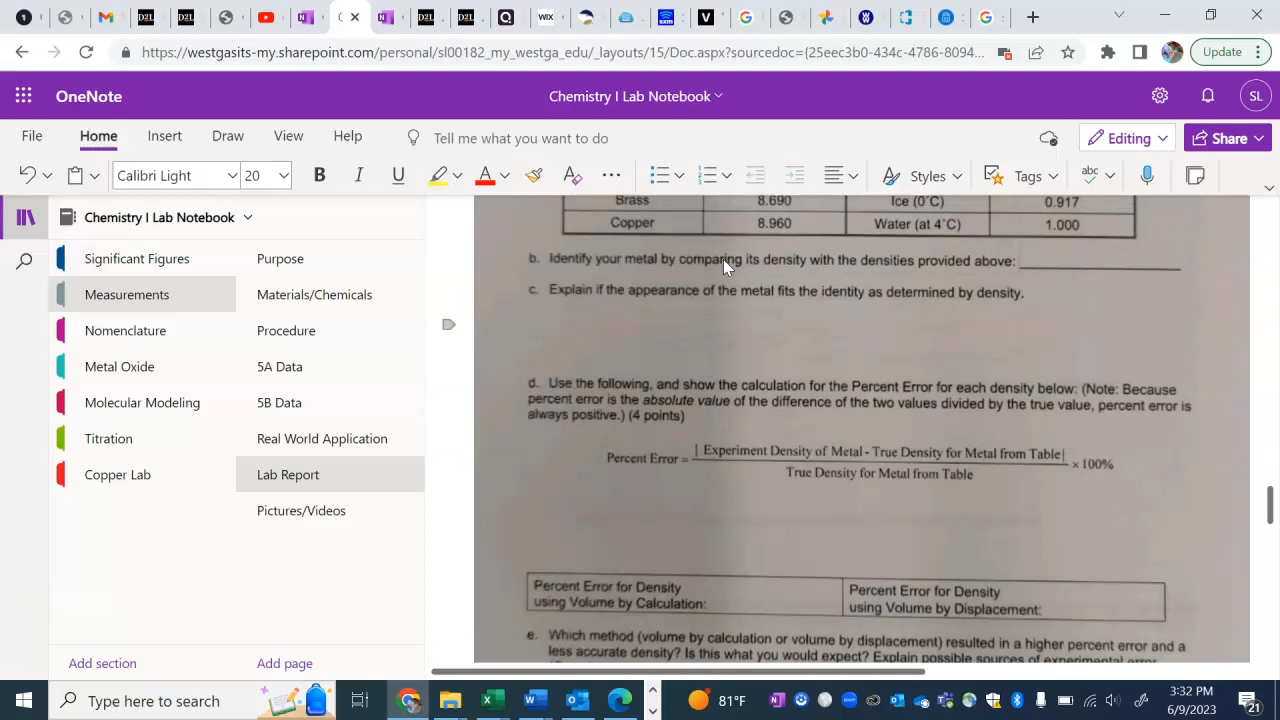 D2L
D2L
D2L
D2L
WIX
sxm
https://westgasits-my.sharepoint.com/personal/sl00182_my_westga_edu/_layouts/15/Doc.aspx?sourcedoc={25eec3b0-434c-4786-8094...
Update
OneNote
Chemistry I Lab Notebook
SL
File
Home
Insert
Draw
View
Help
Tell me what you want to do
Editing
Share
Calibri Light
20
B
I
U
A
A
Styles
Tags
abc
Chemistry I Lab Notebook
Significant Figures
Measurements
Nomenclature
Metal Oxide
Molecular Modeling
Titration
Copper Lab
Add section
Purpose
Materials/Chemicals
Procedure
5A Data
5B Data
Real World Application
Lab Report
Pictures/Videos
Add page
Brass 8.690 Ice (0°C) 0.917
Copper 8.960 Water (at 4°C) 1.000
b. Identify your metal by comparing its density with the densities provided above:
c. Explain if the appearance of the metal fits the identity as determined by density.
d. Use the following, and show the calculation for the Percent Error for each density below: (Note: Because
percent error is the absolute value of the difference of the two values divided by the true value, percent error is
always positive.) (4 points)
Percent Error = | Experiment Density of Metal - True Density for Metal from Table|
True Density for Metal from Table × 100%
Percent Error for Density
using Volume by Calculation:
Percent Error for Density
using Volume by Displacement:
e. Which method (volume by calculation or volume by displacement) resulted in a higher percent error and a
less accurate density? Is this what you would expect? Explain possible sources of experimental error
Type here to search
81°F
3:32 PM
6/9/2023
21